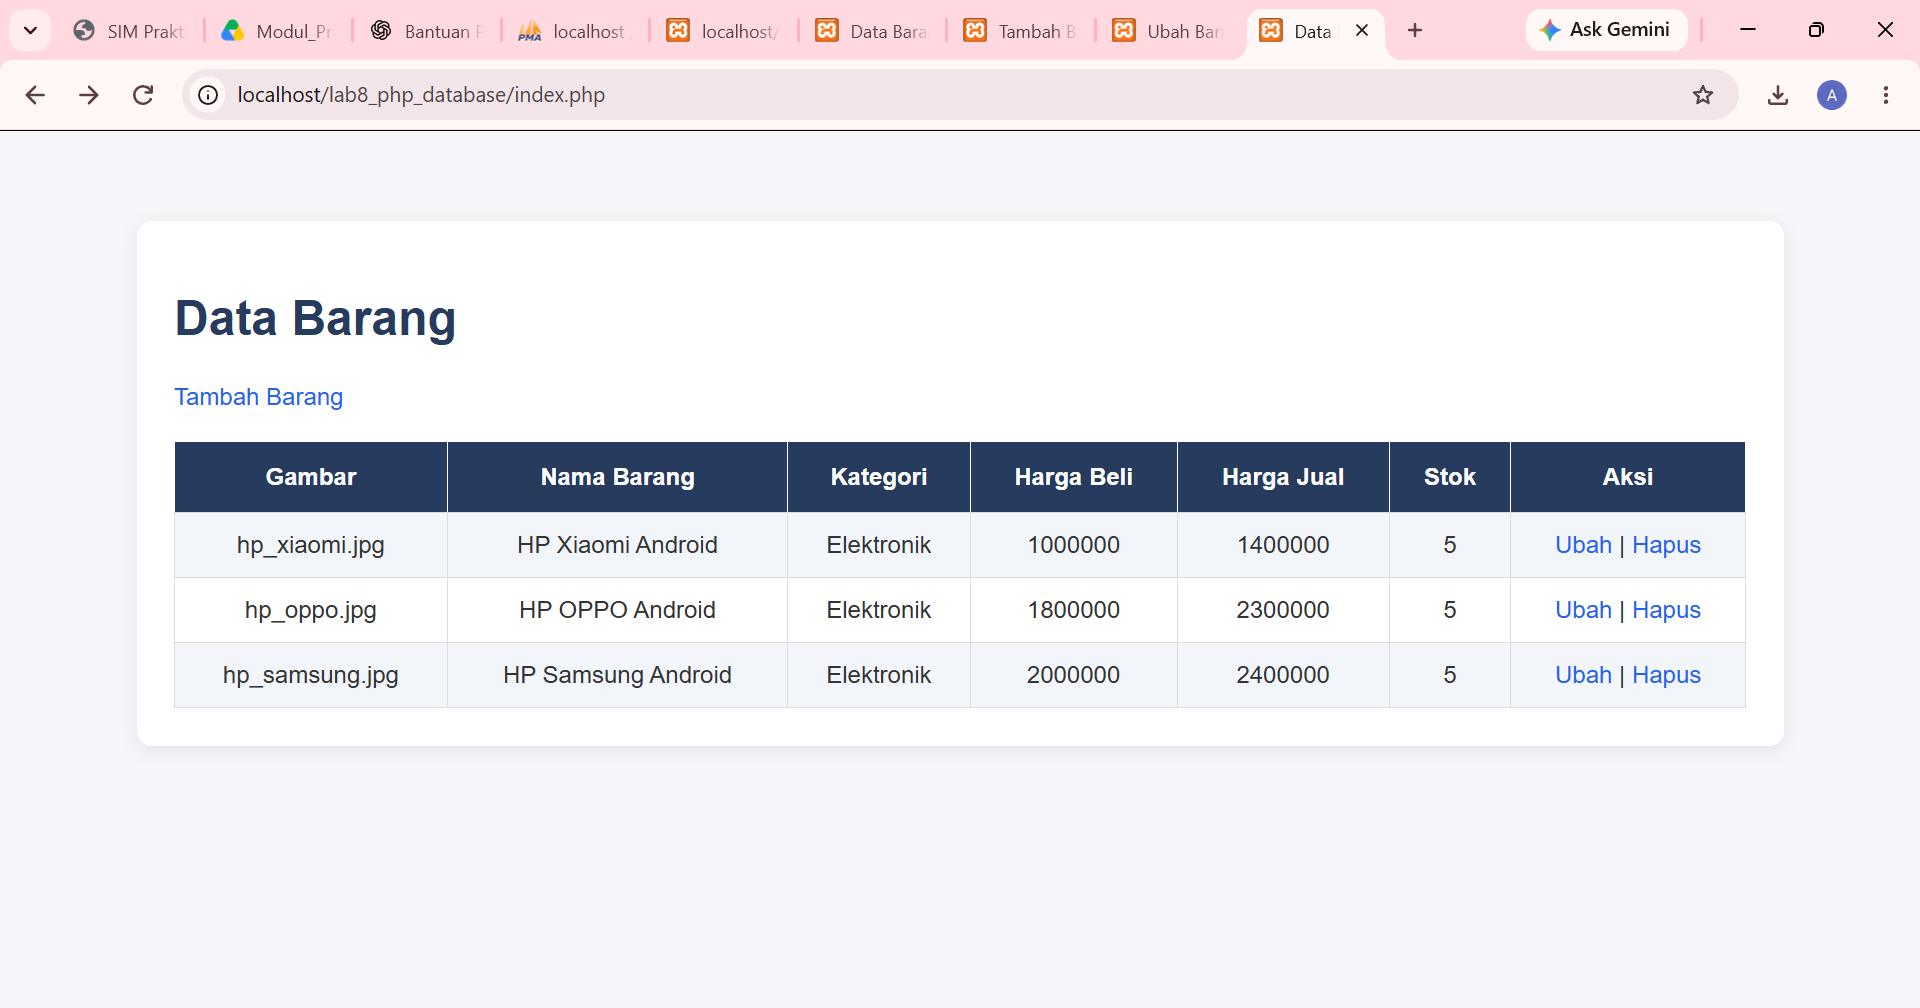 SIM Prakt
Modul_Pr
Bantuan P
localhost
localhost/
Data Bara
Tambah B
Ubah Bar
Data
Ask Gemini
localhost/lab8_php_database/index.php
A
Data Barang
Tambah Barang
Gambar Nama Barang Kategori Harga Beli Harga Jual Stok Aksi
hp_xiaomi.jpg HP Xiaomi Android Elektronik 1000000 1400000 5 Ubah | Hapus
hp_oppo.jpg HP OPPO Android Elektronik 1800000 2300000 5 Ubah | Hapus
hp_samsung.jpg HP Samsung Android Elektronik 2000000 2400000 5 Ubah | Hapus